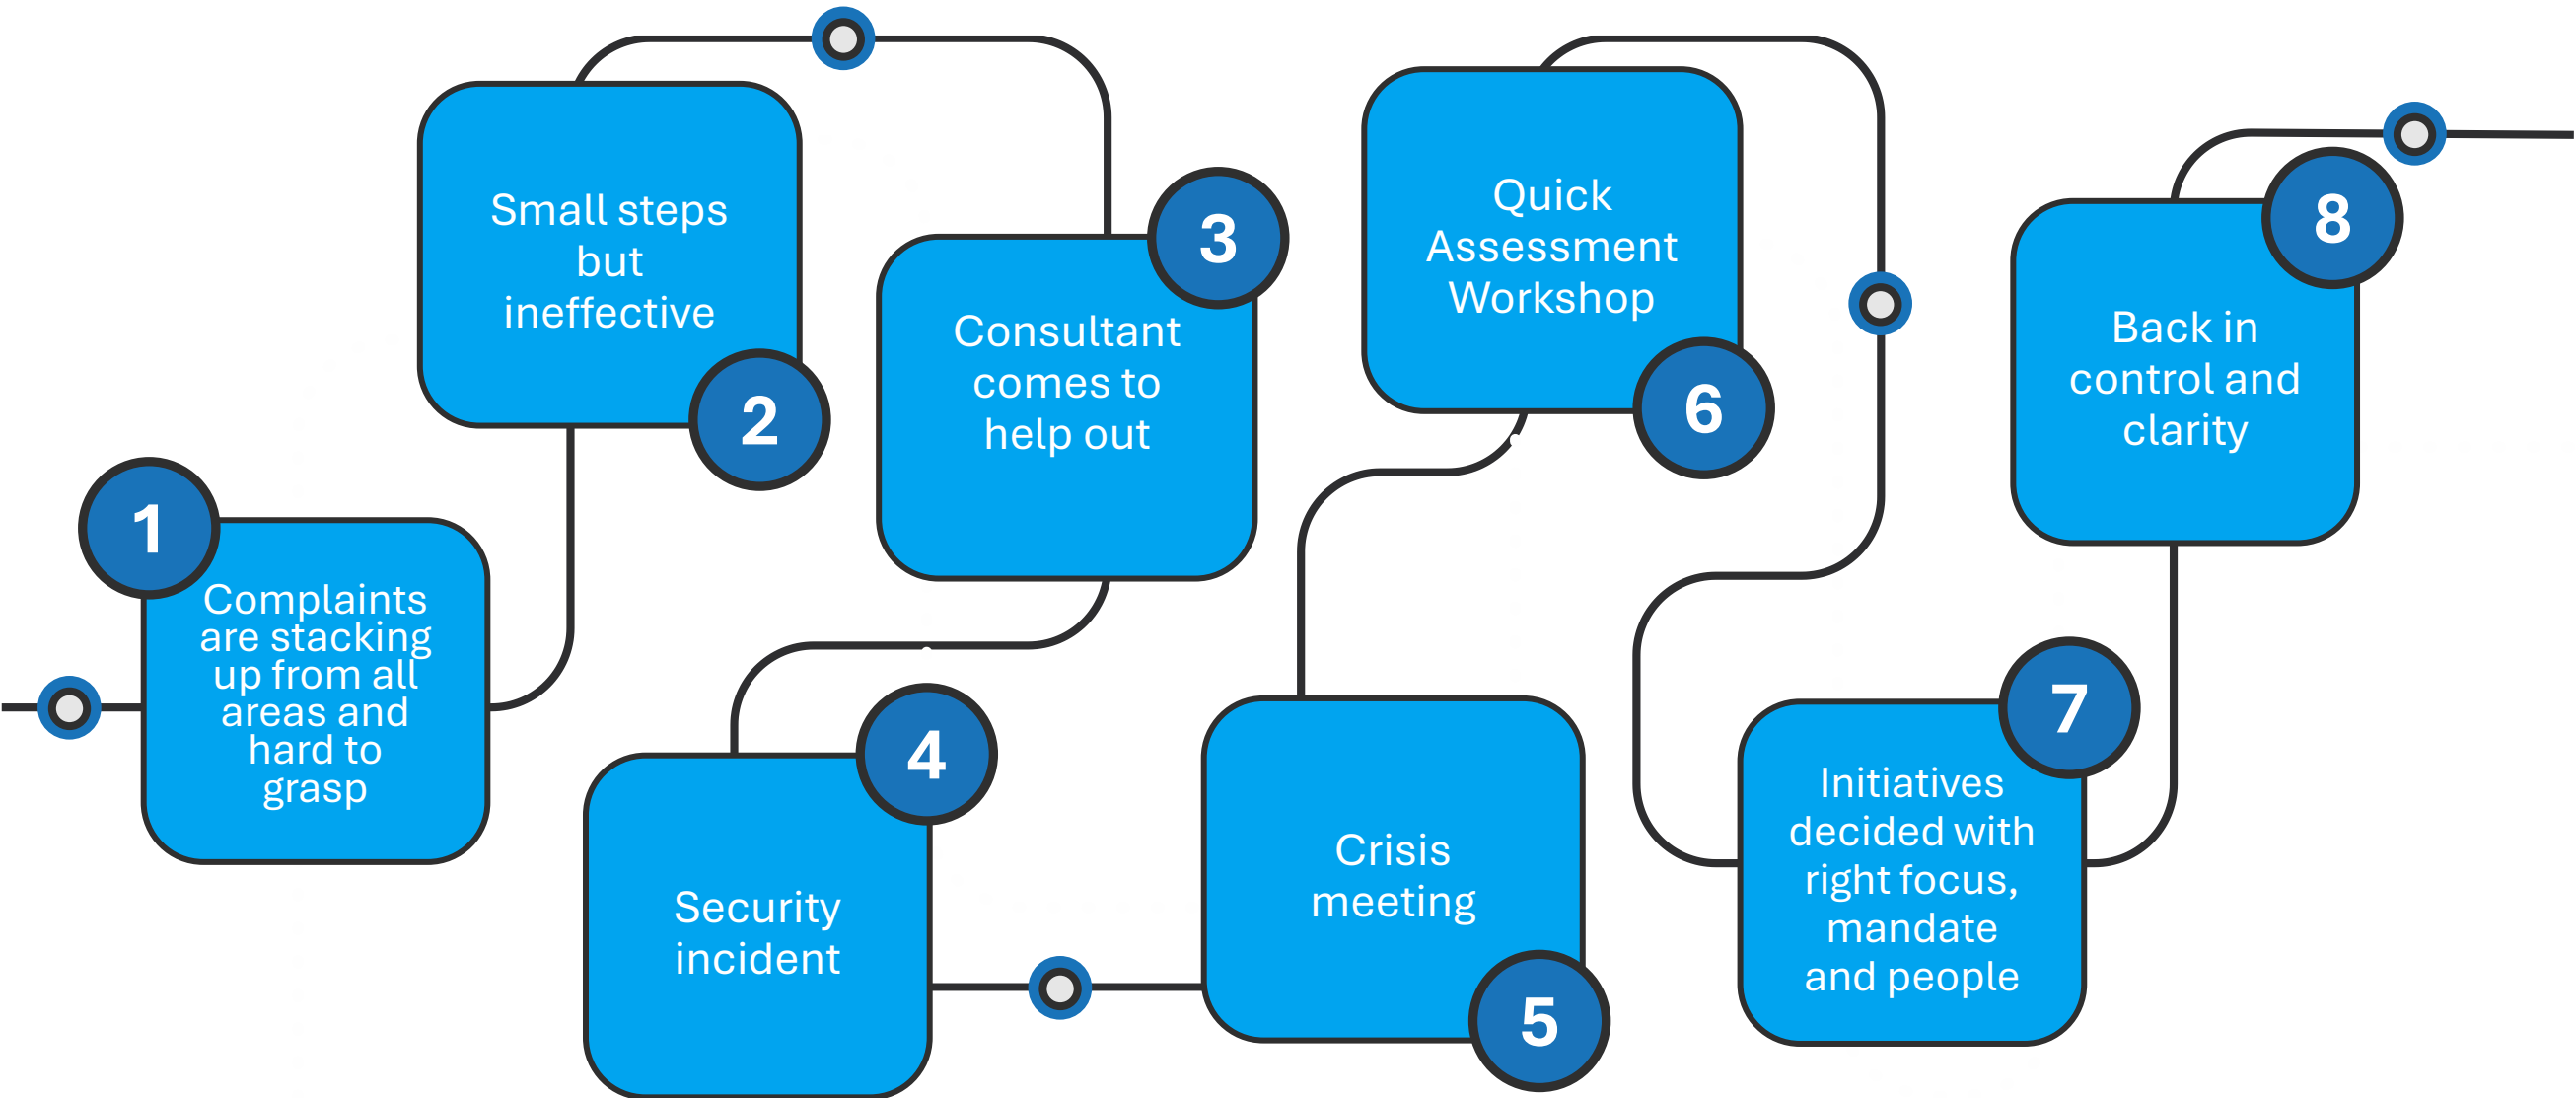 1
Complaints
are stacking
up from all
areas and
hard to
grasp
Small steps
but
ineffective
2
3
Consultant
comes to
help out
4
Security
incident
Crisis
meeting
5
Quick
Assessment
Workshop
6
7
Initiatives
decided with
right focus,
mandate
and people
8
Back in
control and
clarity